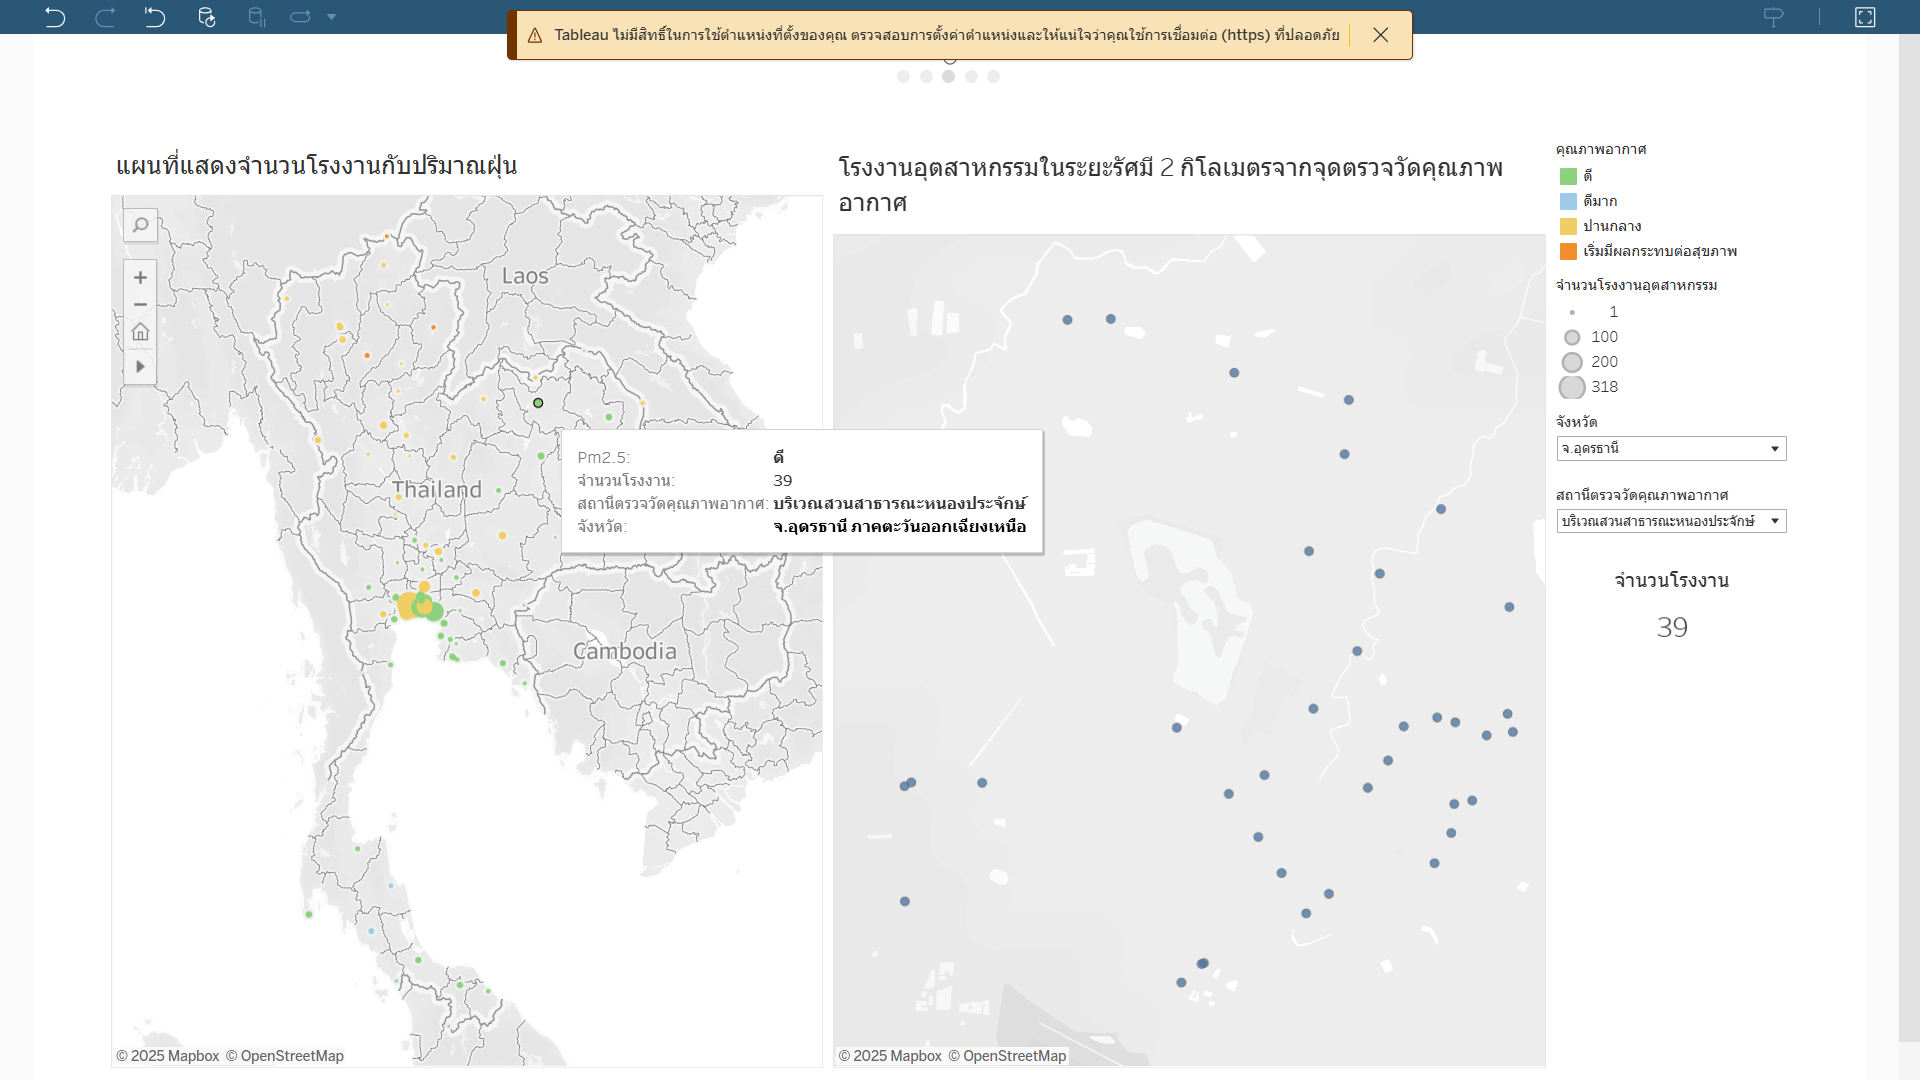 Tableau ไม่มีสิทธิ์ในการใช้ตำแหน่งที่ตั้งของคุณ ตรวจสอบการตั้งค่าตำแหน่งและให้แน่ใจว่าคุณใช้การเชื่อมต่อ (https) ที่ปลอดภัย
แผนที่แสดงจำนวนโรงงานกับปริมาณฝุ่น
Laos
Thailand
Cambodia
Pm2.5: ดี
จำนวนโรงงาน: 39
สถานีตรวจวัดคุณภาพอากาศ: บริเวณสวนสาธารณะหนองประจักษ์
จังหวัด: จ.อุดรธานี ภาคตะวันออกเฉียงเหนือ
© 2025 Mapbox © OpenStreetMap
โรงงานอุตสาหกรรมในระยะรัศมี 2 กิโลเมตรจากจุดตรวจวัดคุณภาพ
อากาศ
© 2025 Mapbox © OpenStreetMap
คุณภาพอากาศ
ดี
ดีมาก
ปานกลาง
เริ่มมีผลกระทบต่อสุขภาพ
จำนวนโรงงานอุตสาหกรรม
1
100
200
318
จังหวัด
จ.อุดรธานี
สถานีตรวจวัดคุณภาพอากาศ
บริเวณสวนสาธารณะหนองประจักษ์
จำนวนโรงงาน
39